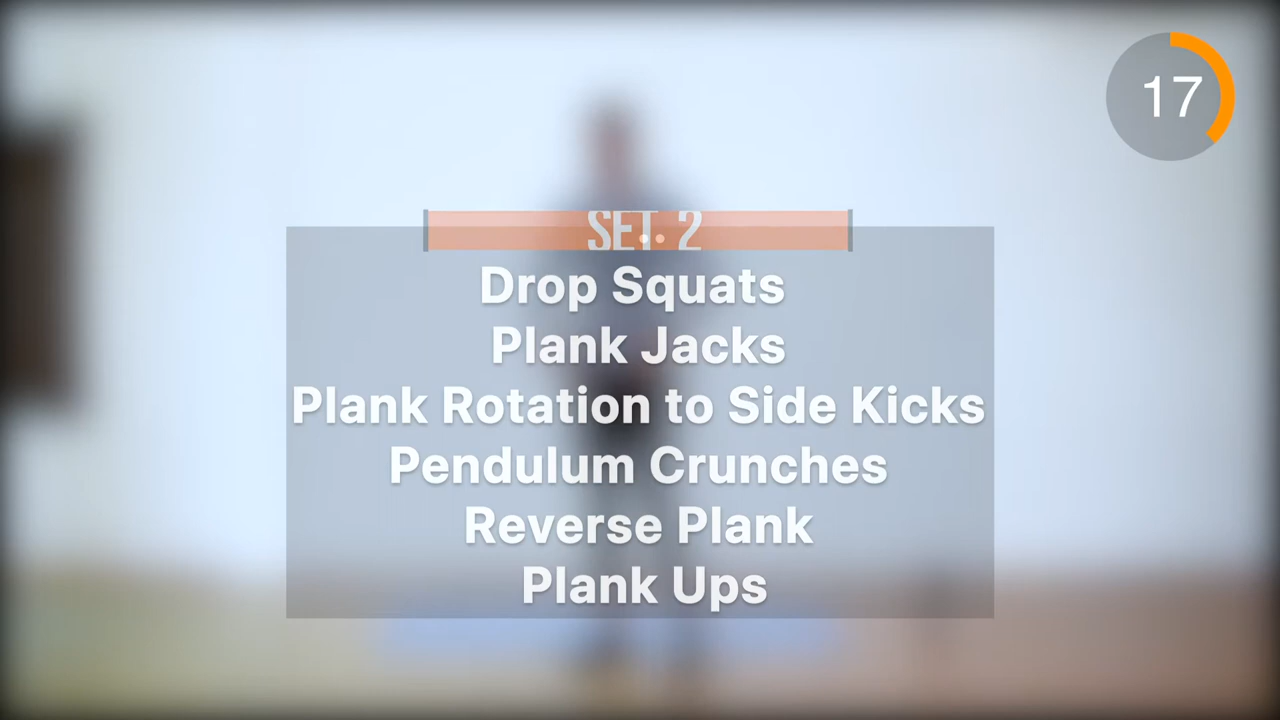 17
SET 2
Drop Squats
Plank Jacks
Plank Rotation to Side Kicks
Pendulum Crunches
Reverse Plank
Plank Ups